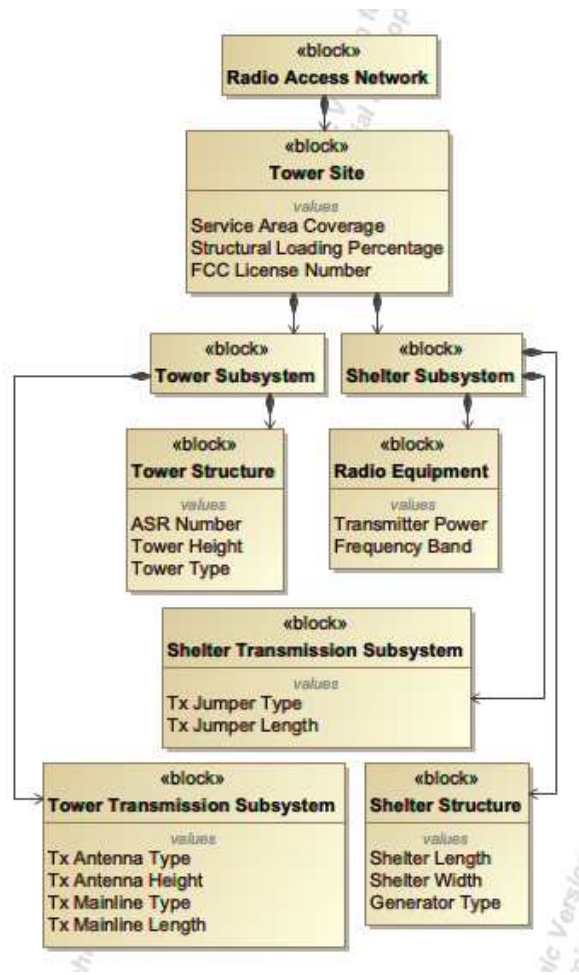 «block»
Radio Access Network
«block»
Tower Site
values
Service Area Coverage
Structural Loading Percentage
FCC License Number
«block»
Tower Subsystem
«block»
Shelter Subsystem
«block»
Tower Structure
values
ASR Number
Tower Height
Tower Type
«block»
Radio Equipment
values
Transmitter Power
Frequency Band
«block»
Shelter Transmission Subsystem
values
Tx Jumper Type
Tx Jumper Length
«block»
Tower Transmission Subsystem
values
Tx Antenna Type
Tx Antenna Height
Tx Mainline Type
Tx Mainline Length
«block»
Shelter Structure
values
Shelter Length
Shelter Width
Generator Type